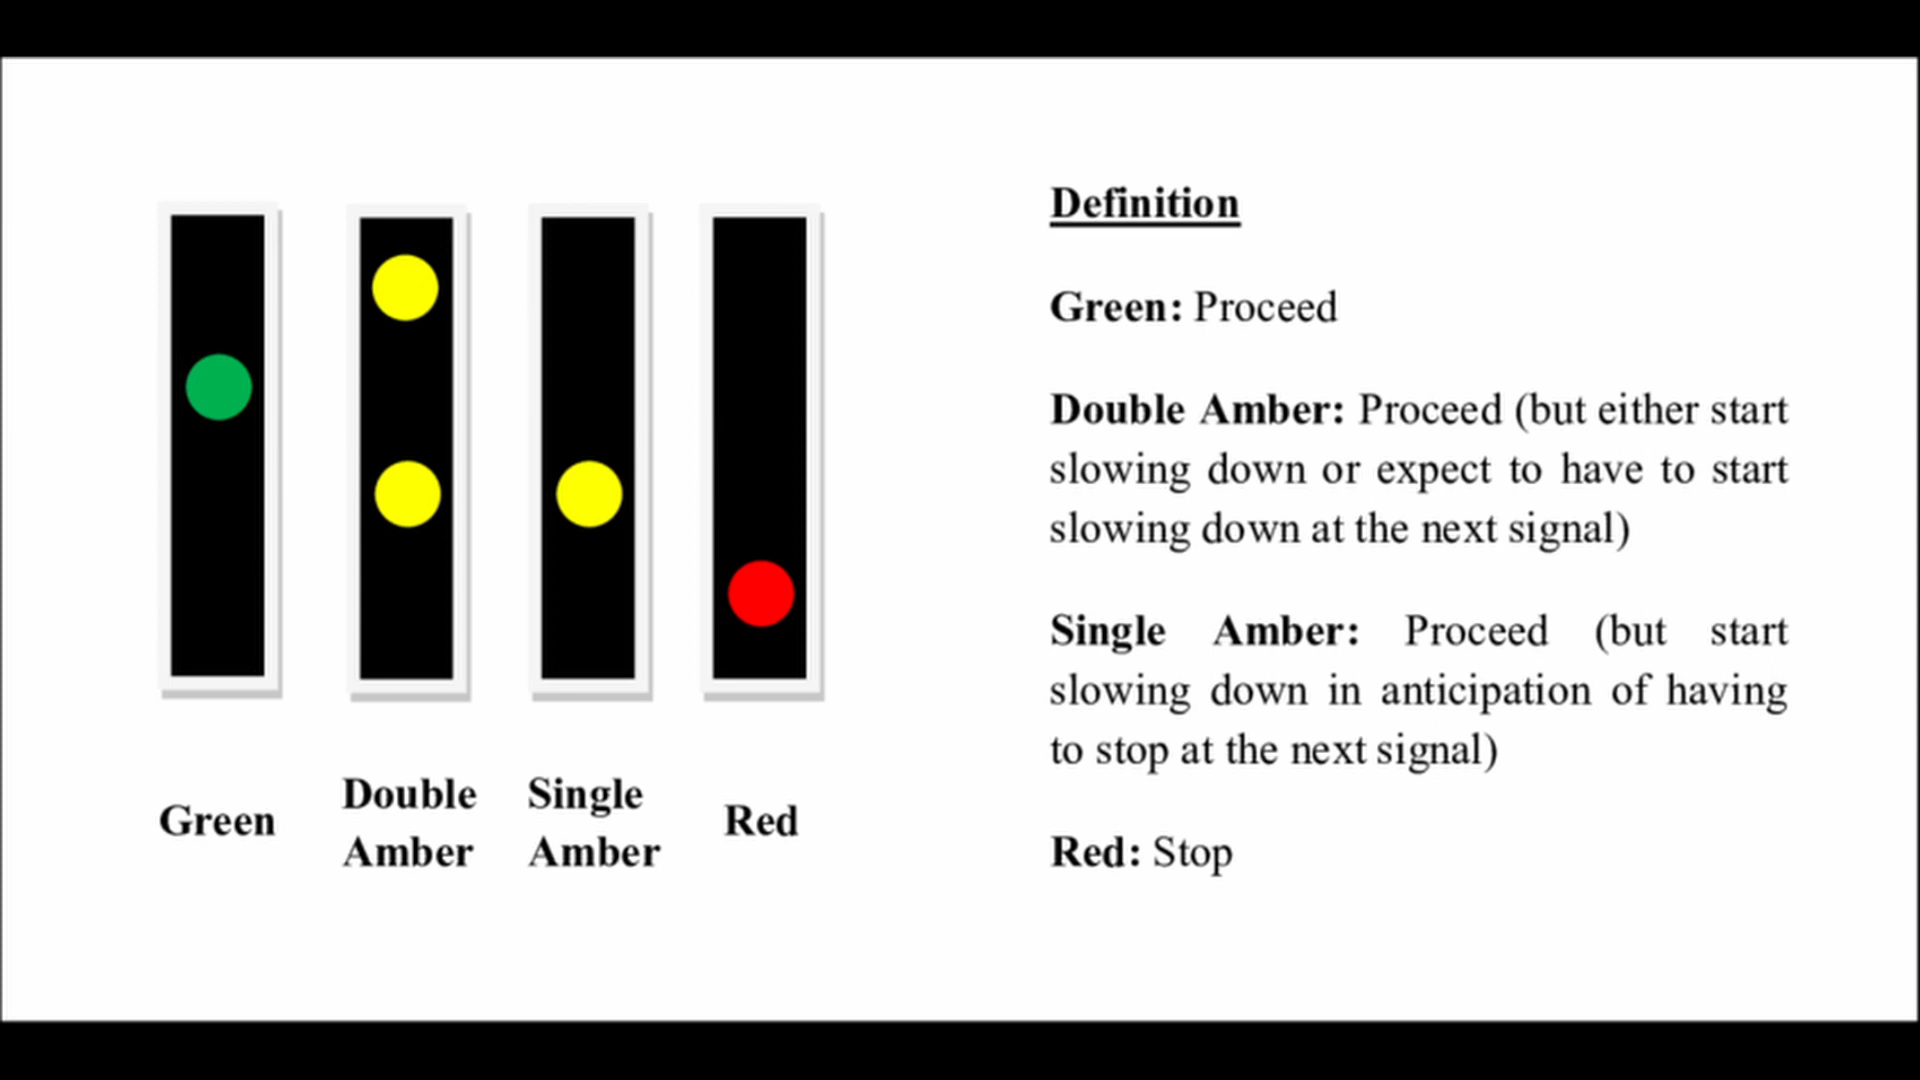 Green
Double
Amber
Single
Amber
Red
Definition
Green: Proceed
Double Amber: Proceed (but either start
slowing down or expect to have to start
slowing down at the next signal)
Single Amber: Proceed (but start
slowing down in anticipation of having
to stop at the next signal)
Red: Stop